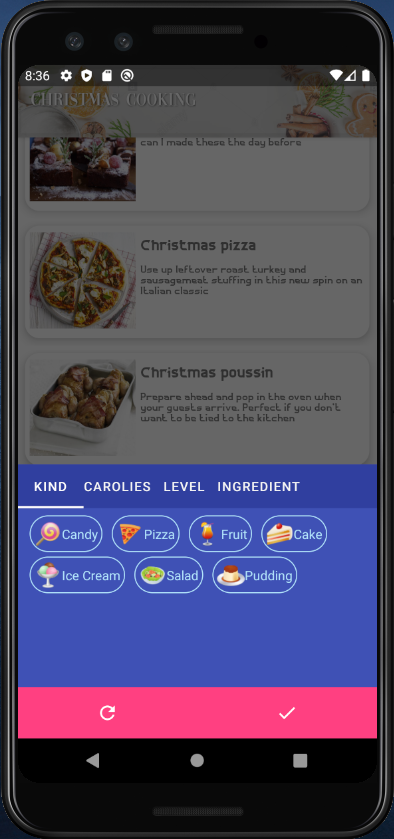 8:36
CHRISTMAS COOKING
can I made these the day before
Christmas pizza
Use up leftover roast turkey and
sausagemeat stuffing in this new spin on an
Italian classic
Christmas poussin
Prepare ahead and pop in the oven when
your guests arrive. Perfect if you don't
want to be tied to the kitchen
KIND CAROLIES LEVEL INGREDIENT
Candy Pizza Fruit Cake
Ice Cream Salad Pudding